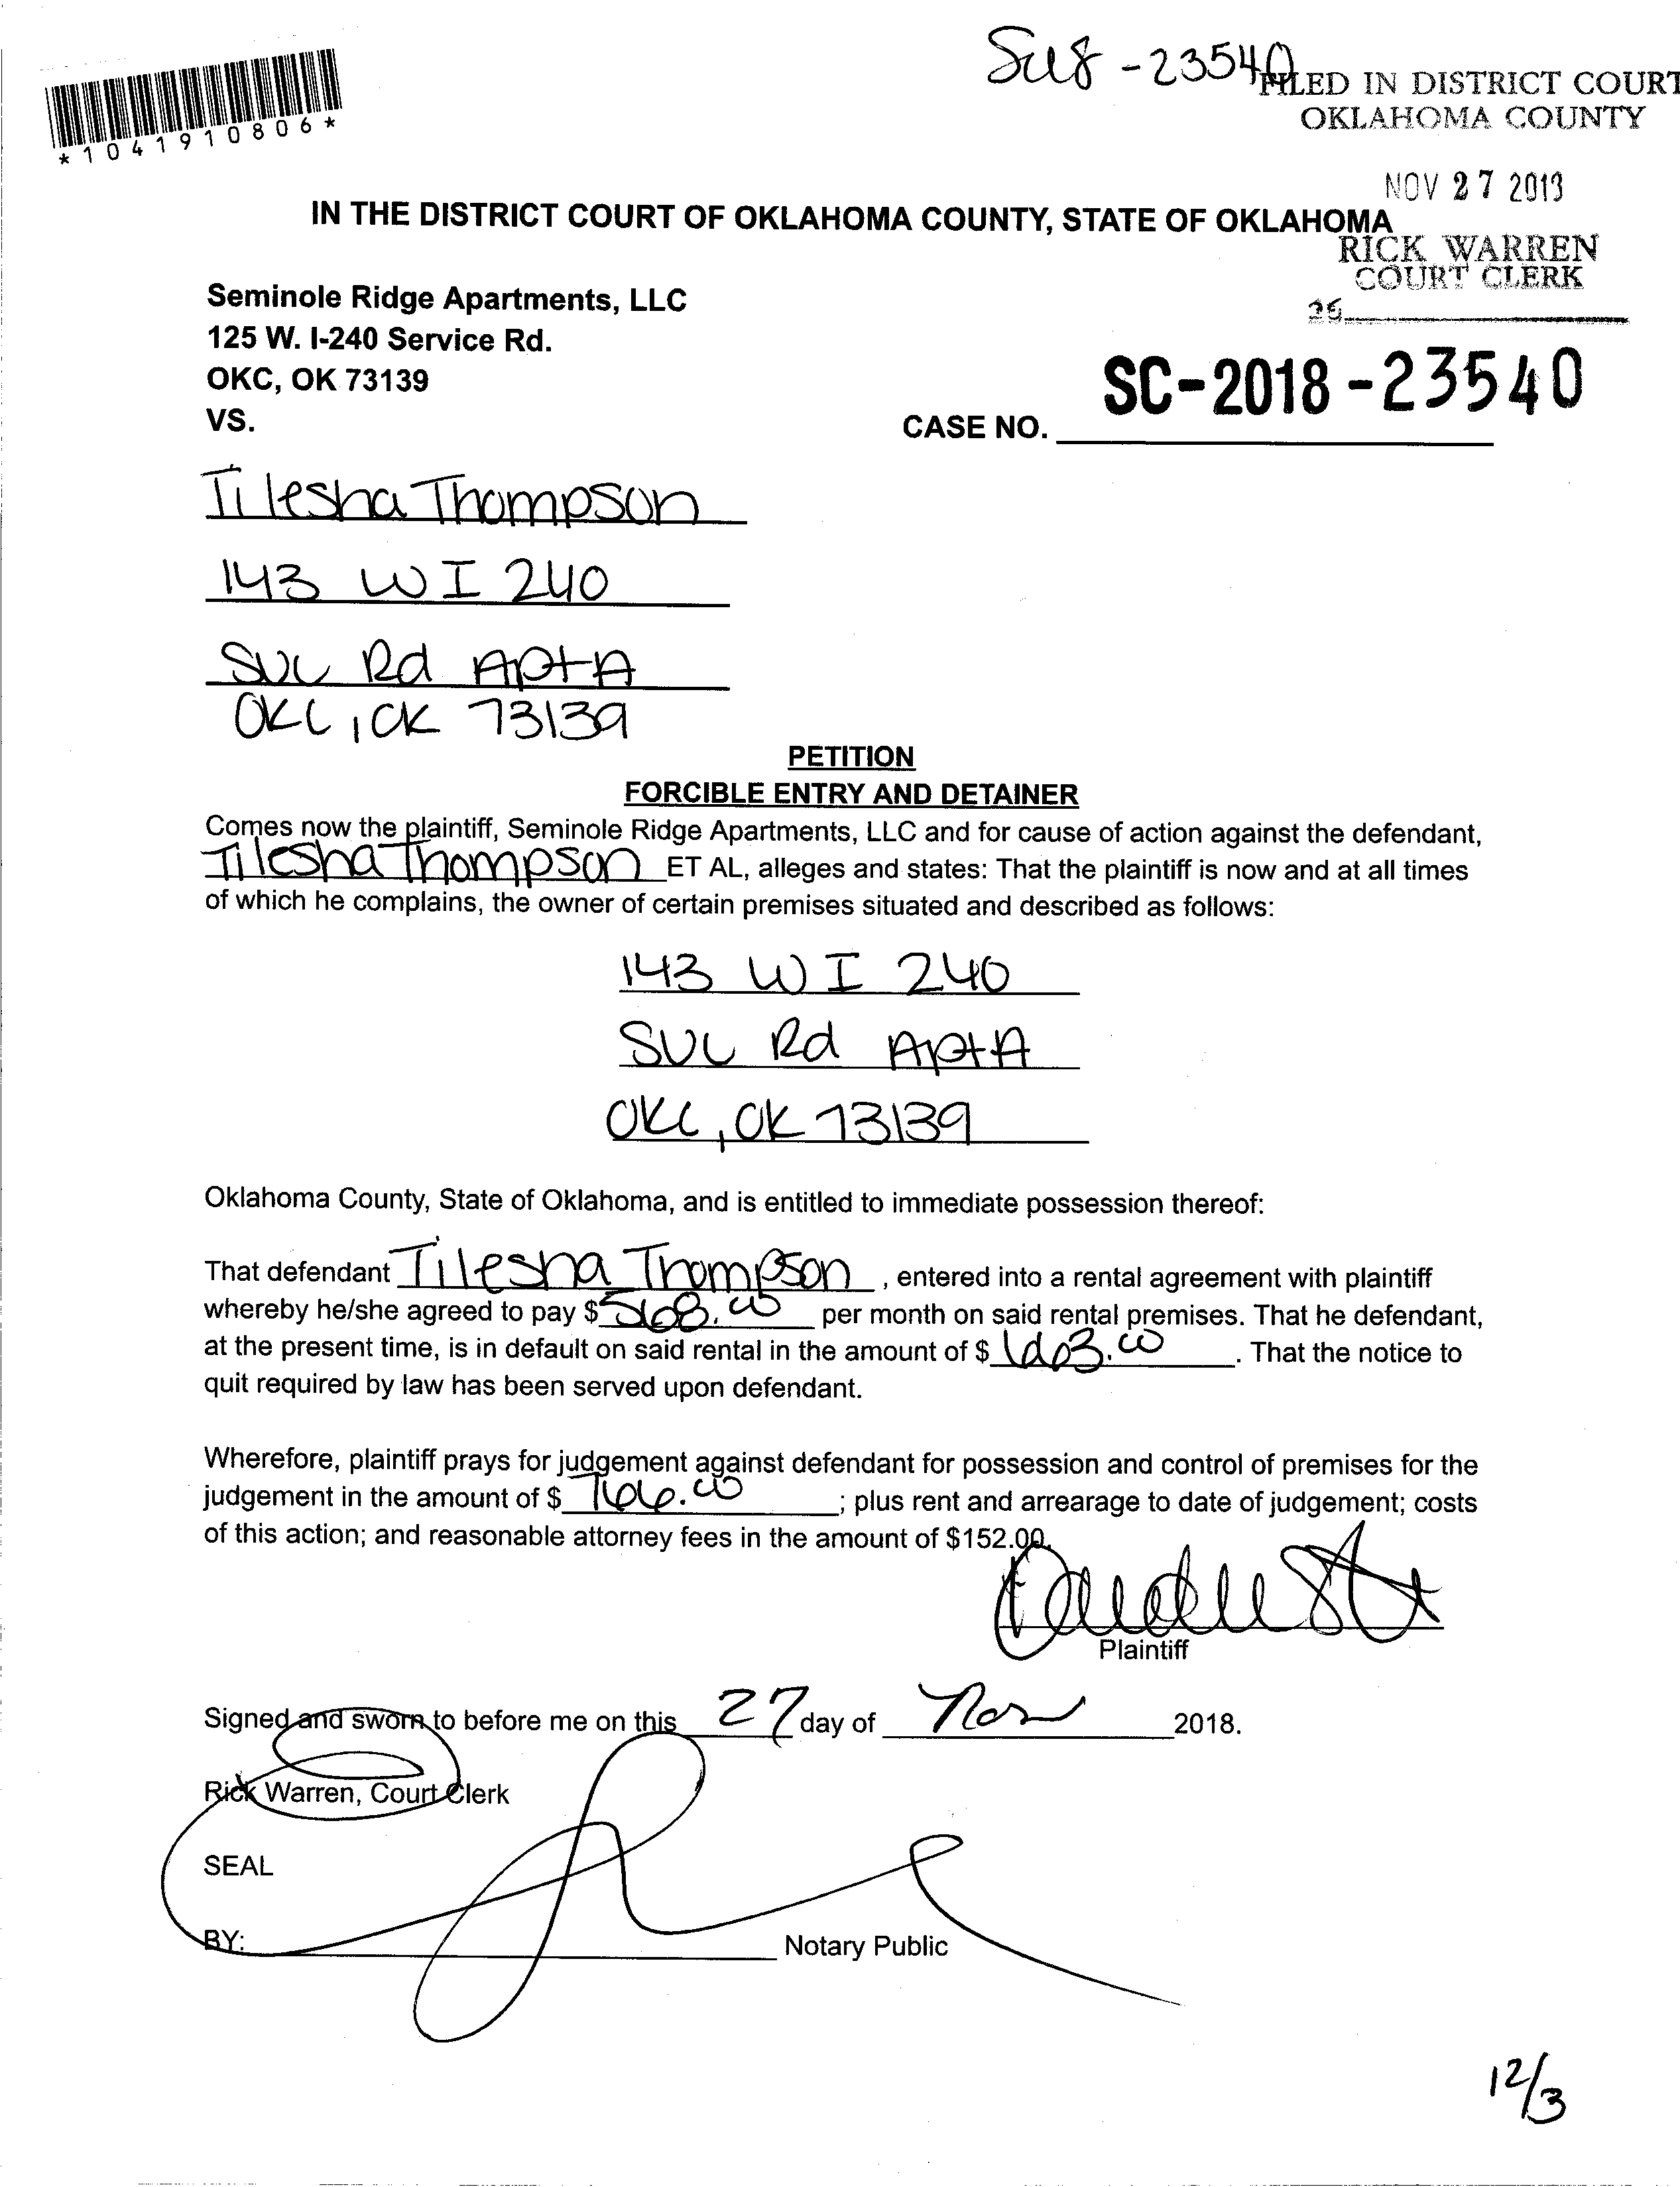 SC18-23540
FILED IN DISTRICT COURT
OKLAHOMA COUNTY
*1041910806*
NOV 27 2018
IN THE DISTRICT COURT OF OKLAHOMA COUNTY, STATE OF OKLAHOMA
RICK WARREN
COURT CLERK
Seminole Ridge Apartments, LLC
125 W. I-240 Service Rd.
OKC, OK 73139
VS.
SC-2018-23540
CASE NO.
Tilesha Thompson
143 W I 240
SVC Rd Apt A
OKC, OK 73139
PETITION
FORCIBLE ENTRY AND DETAINER
Comes now the plaintiff, Seminole Ridge Apartments, LLC and for cause of action against the defendant,
Tilesha Thompson ET AL, alleges and states: That the plaintiff is now and at all times
of which he complains, the owner of certain premises situated and described as follows:
143 W I 240
SVC Rd Apt A
OKC, OK 73139
Oklahoma County, State of Oklahoma, and is entitled to immediate possession thereof:
That defendant Tilesha Thompson, entered into a rental agreement with plaintiff
whereby he/she agreed to pay $568.00 per month on said rental premises. That he defendant,
at the present time, is in default on said rental in the amount of $. That the notice to
quit required by law has been served upon defendant.
Wherefore, plaintiff prays for judgement against defendant for possession and control of premises for the
judgement in the amount of $766.00; plus rent and arrearage to date of judgement; costs
of this action; and reasonable attorney fees in the amount of $152.00.
Plaintiff
Signed and sworn to before me on this 27 day of Nov 2018.
Rick Warren, Court Clerk
SEAL
BY: Notary Public
12/3